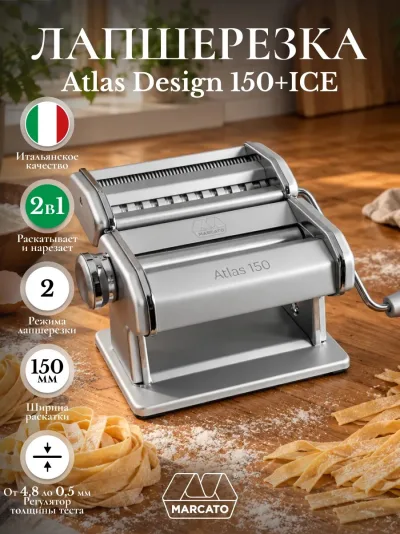 ЛАПШЕРЕЗКА
Atlas Design 150+ICE
Итальянское
качество
2в1
Раскатывает
и нарезает
2
Режима
лапшерезки
150
мм
Ширина
раскатки
От 4,8 до 0,5 мм
Регулятор
толщины теста
MARCATO
Atlas 150
MARCATO